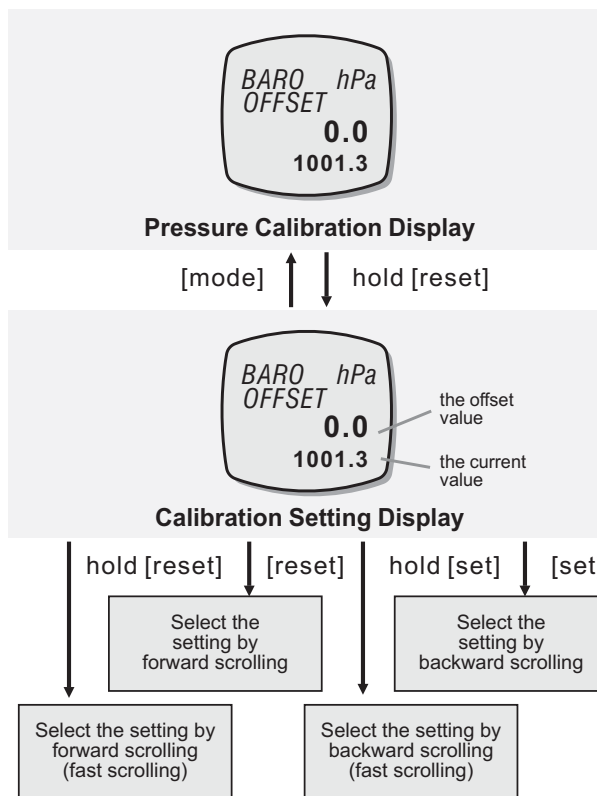 BARO hPa
OFFSET
0.0
1001.3
Pressure Calibration Display
[mode] hold [reset]
BARO hPa
OFFSET
0.0
1001.3
the offset
value
the current
value
Calibration Setting Display
hold [reset] [reset] hold [set] [set
Select the
setting by
forward scrolling
Select the
setting by
backward scrolling
Select the setting by
forward scrolling
(fast scrolling)
Select the setting by
backward scrolling
(fast scrolling)